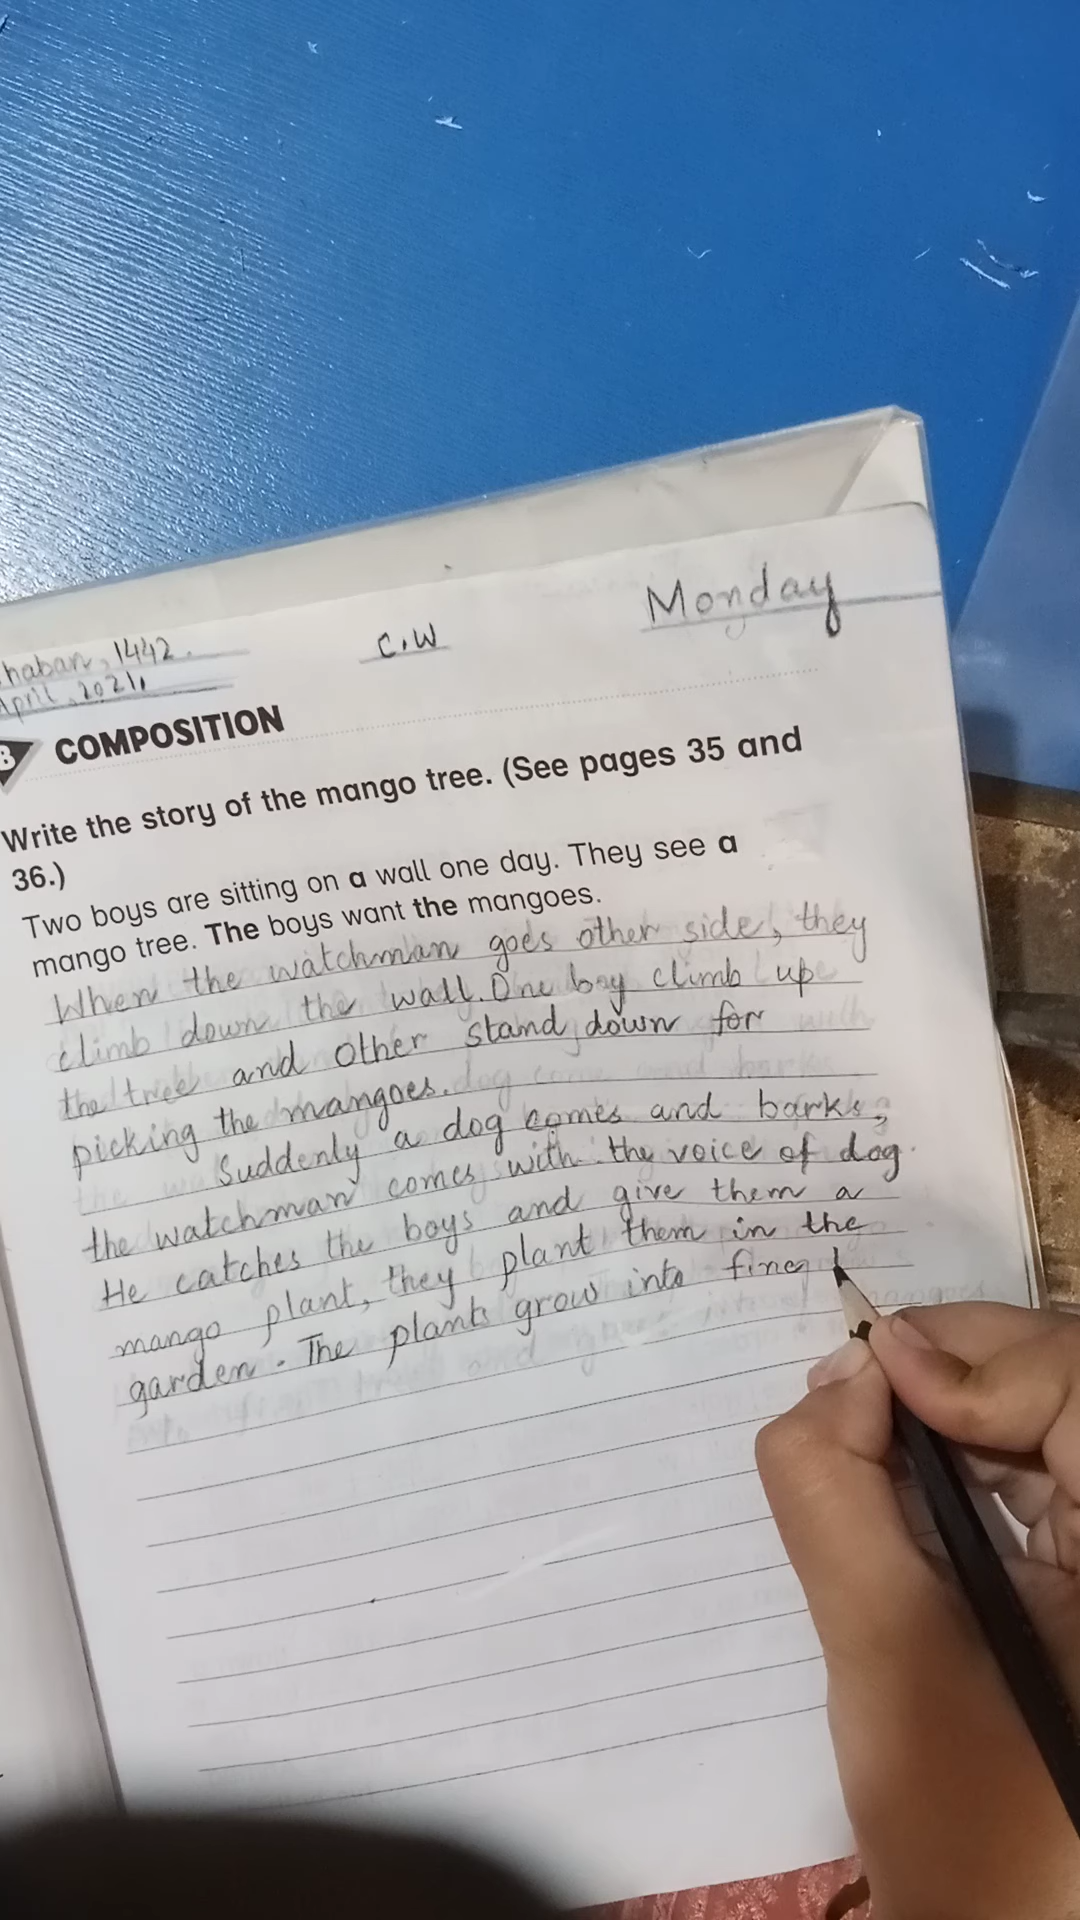 haban, 1442.
April, 2021.
C.W
Monday
B COMPOSITION
Write the story of the mango tree. (See pages 35 and
36.)
Two boys are sitting on a wall one day. They see a
mango tree. The boys want the mangoes.
When the watchman goes other side, they
climb down the wall. One boy climb up
the tree and other stand down for
picking the mangoes.
Suddenly a dog comes and barks,
the watchman comes with the voice of dog.
He catches the boys and give them a
mango plant, they plant them in the
garden. The plants grow into fine